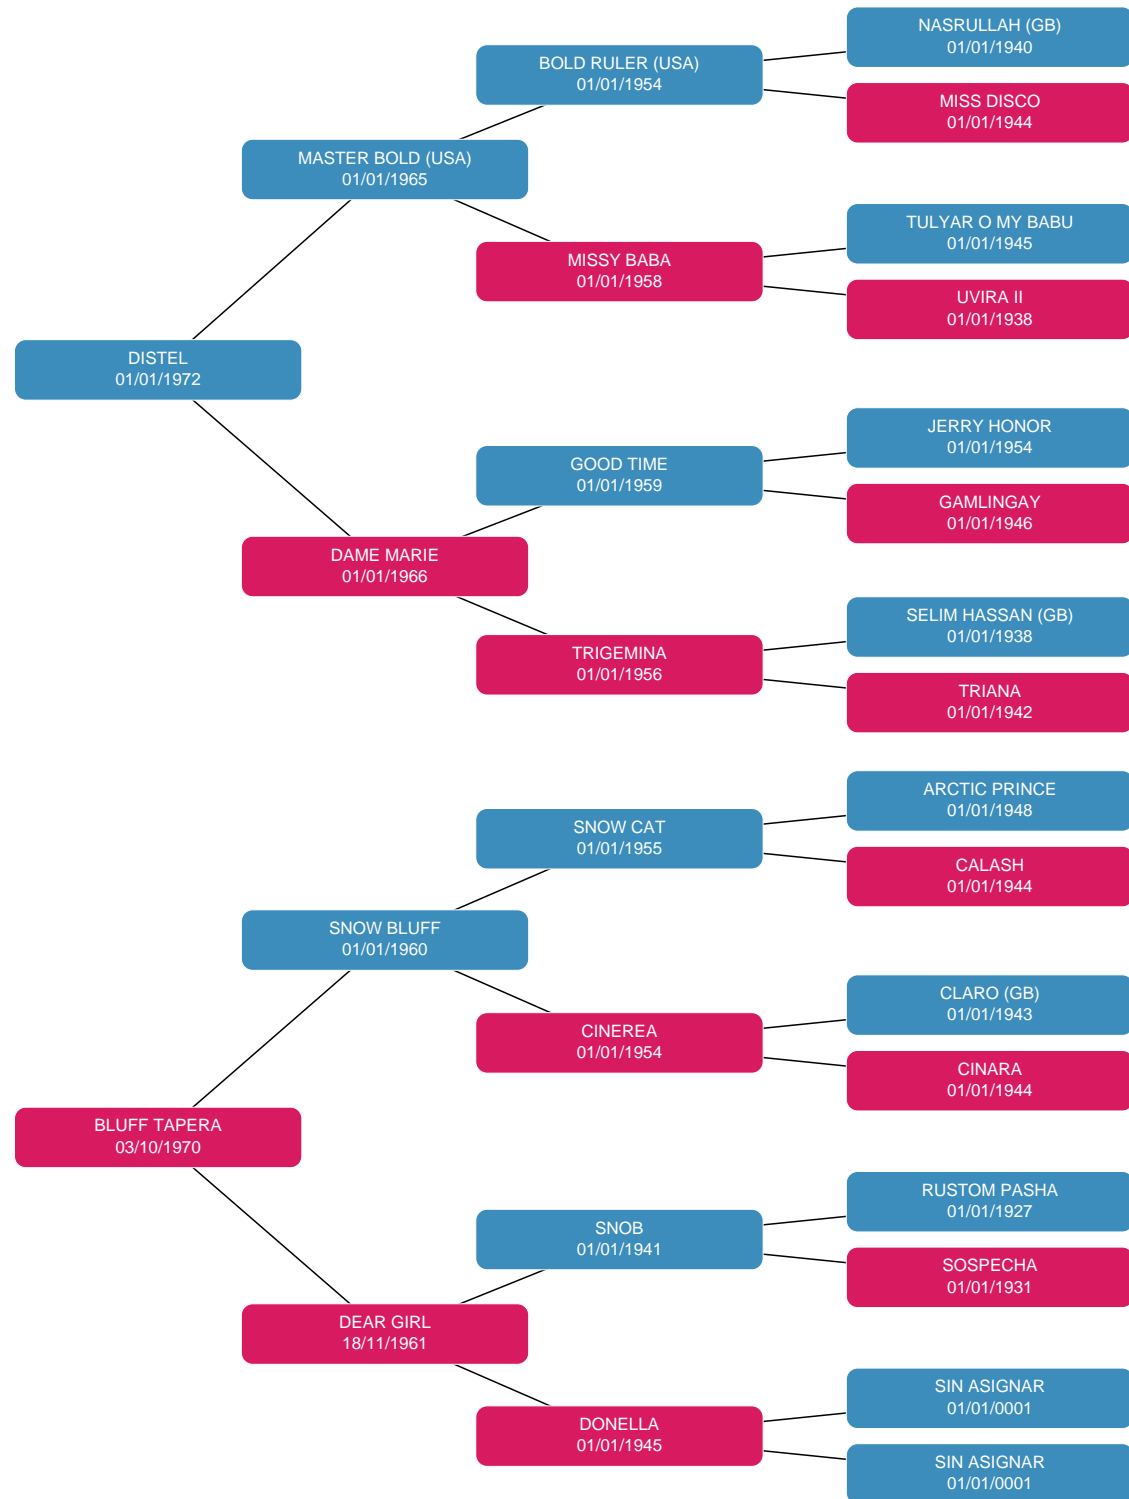 NASRULLAH (GB)
01/01/1940
BOLD RULER (USA)
01/01/1954
MISS DISCO
01/01/1944
MASTER BOLD (USA)
01/01/1965
TULYAR O MY BABU
01/01/1945
MISSY BABA
01/01/1958
UVIRA II
01/01/1938
DISTEL
01/01/1972
JERRY HONOR
01/01/1954
GOOD TIME
01/01/1959
GAMLINGAY
01/01/1946
DAME MARIE
01/01/1966
SELIM HASSAN (GB)
01/01/1938
TRIGEMINA
01/01/1956
TRIANA
01/01/1942
ARCTIC PRINCE
01/01/1948
SNOW CAT
01/01/1955
CALASH
01/01/1944
SNOW BLUFF
01/01/1960
CLARO (GB)
01/01/1943
CINEREA
01/01/1954
CINARA
01/01/1944
BLUFF TAPERA
03/10/1970
RUSTOM PASHA
01/01/1927
SNOB
01/01/1941
SOSPECHA
01/01/1931
DEAR GIRL
18/11/1961
SIN ASIGNAR
01/01/0001
DONELLA
01/01/1945
SIN ASIGNAR
01/01/0001